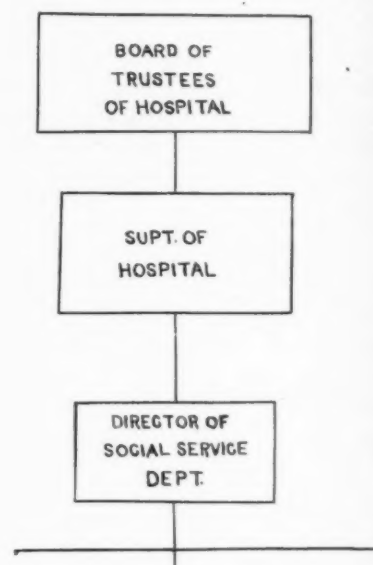 BOARD OF
TRUSTEES
OF HOSPITAL
SUPT. OF
HOSPITAL
DIRECTOR OF
SOCIAL SERVICE
DEPT.